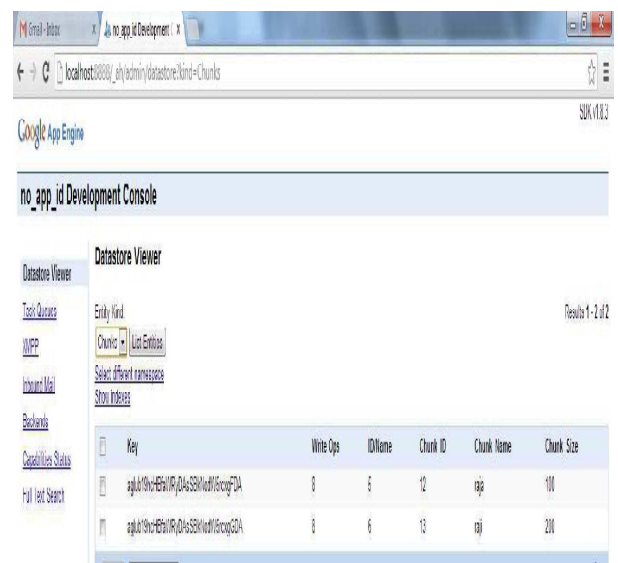 Gmail - Inbox
no_app_id Development C
localhost:8888/_ah/admin/datastore?kind=Chunks
SDK v1.8.3
Google App Engine
no_app_id Development Console
Datastore Viewer
Task Queues
XMPP
Inbound Mail
Backends
Capabilities Status
Full Text Search
Datastore Viewer
Entity Kind
Results 1 - 2 of 2
Chunks List Entities
Select different namespace
Show indexes
Key Write Ops ID/Name Chunk ID Chunk Name Chunk Size
8 5 12 raja 100
8 6 13 raji 200